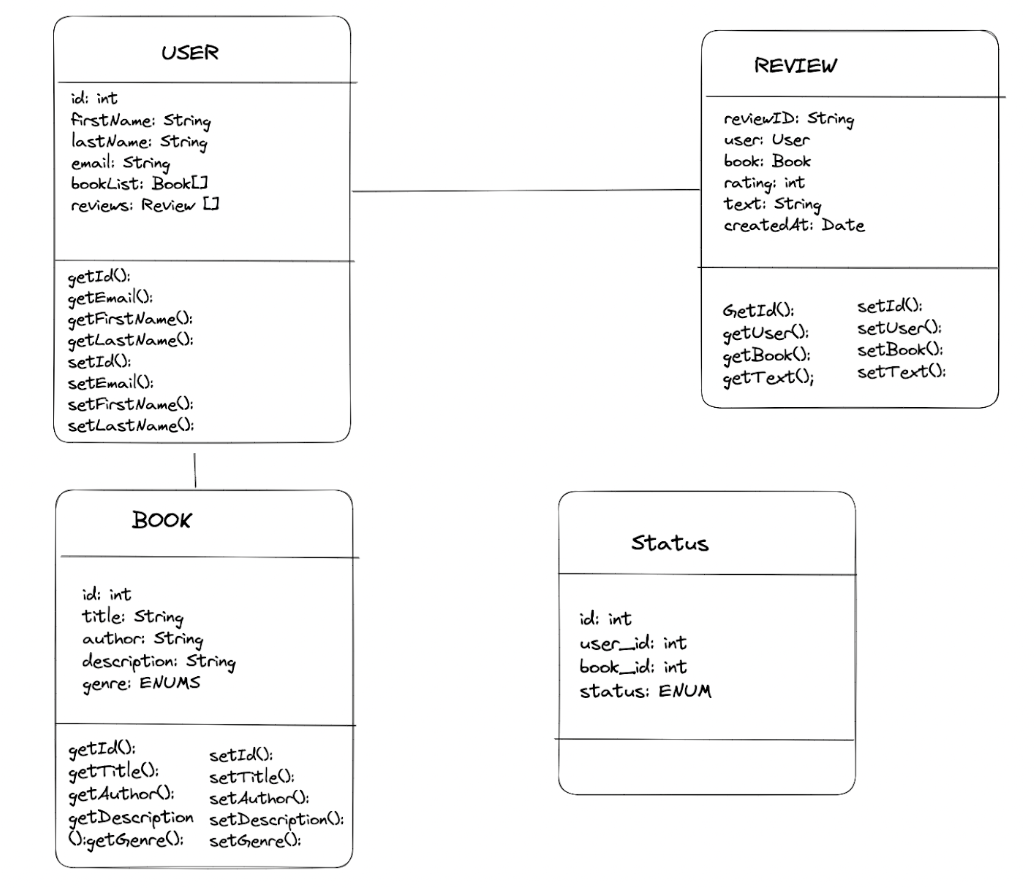 USER
id: int
firstName: String
lastName: String
email: String
bookList: Book[]
reviews: Review []
getId():
getEmail():
getFirstName():
getLastName():
setId():
setEmail():
setFirstName():
setLastName():
REVIEW
reviewID: String
user: User
book: Book
rating: int
text: String
createdAt: Date
GetId():
getUser():
getBook():
getText();
setId():
setUser():
setBook():
setText():
BOOK
id: int
title: String
author: String
description: String
genre: ENUMS
getId():
getTitle():
getAuthor():
getDescription
():getGenre():
setId():
setTitle():
setAuthor():
setDescription():
setGenre():
Status
id: int
user_id: int
book_id: int
status: ENUM